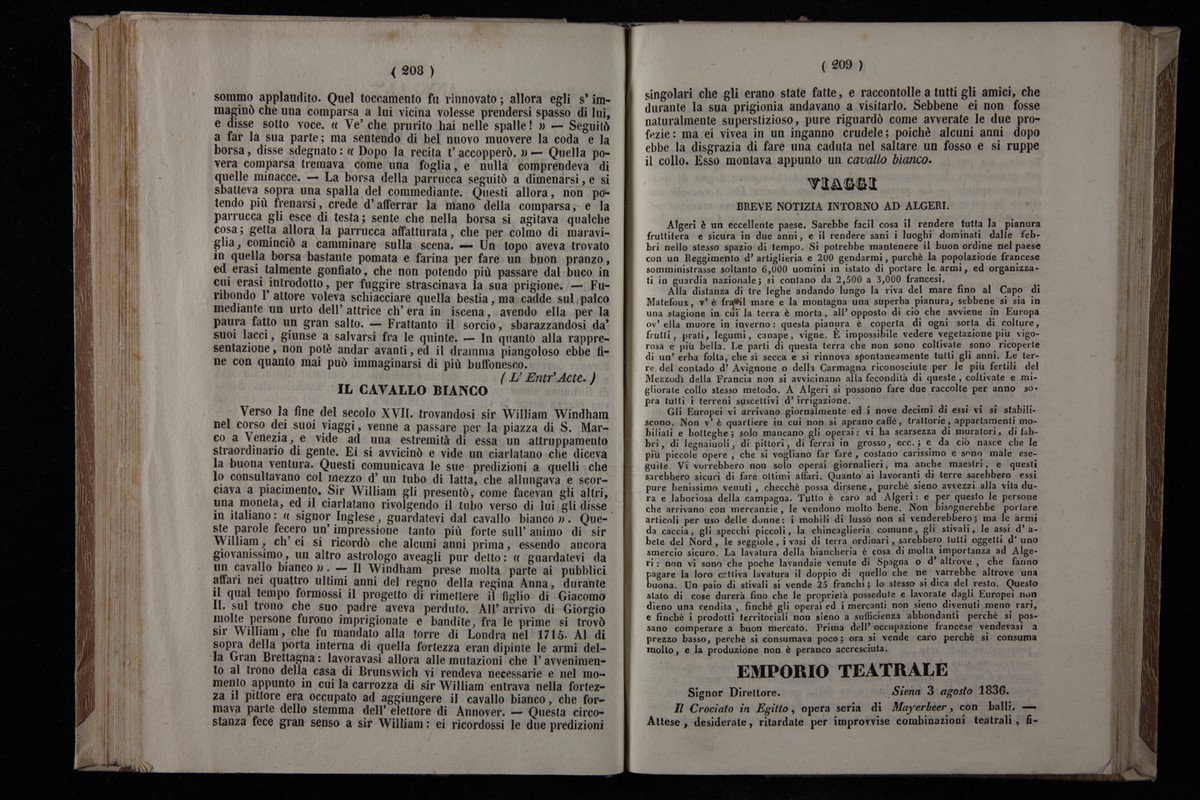 ( 208 )
sommo applaudito. Quel toccamento fu rinnovato ; allora egli s' im-
maginò che una comparsa a lui vicina volesse prendersi spasso di lui,
e disse sotto voce. « Ve' che prurito hai nelle spalle! » — Seguitò
a far la sua parte; ma sentendo di bel nuovo muovere la coda e la
borsa , disse sdegnato : « Dopo la recita t' accopperò. » — Quella po-
vera comparsa tremava come una foglia , e nulla comprendeva di
quelle minacce. — La borsa della parrucca seguitò a dimenarsi , e si
sbatteva sopra una spalla del commediante. Questi allora , non po-
tendo più frenarsi , crede d' afferrar la mano della comparsa, e la
parrucca gli esce di testa ; sente che nella borsa si agitava qualche
cosa ; getta allora la parrucca affatturata , che per colmo di maravi-
glia , cominciò a camminare sulla scena. — Un topo aveva trovato
in quella borsa bastante pomata e farina per fare un buon pranzo ,
ed erasi talmente gonfiato , che non potendo più passare dal buco in
cui erasi introdotto , per fuggire strascinava la sua prigione. — Fu-
ribondo l' attore voleva schiacciare quella bestia , ma cadde sul palco
mediante un urto dell' attrice ch' era in iscena , avendo ella per la
paura fatto un gran salto. — Frattanto il sorcio , sbarazzandosi da'
suoi lacci , giunse a salvarsi fra le quinte. — In quanto alla rappre-
sentazione , non potè andar avanti , ed il dramma piangoloso ebbe fi-
ne con quanto mai può immaginarsi di più buffonesco.
( L' Entr' Acte. )
IL CAVALLO BIANCO
Verso la fine del secolo XVII. trovandosi sir William Windham
nel corso dei suoi viaggi , venne a passare per la piazza di S. Mar-
co a Venezia , e vide ad una estremità di essa un attruppamento
straordinario di gente. Ei si avvicinò e vide un ciarlatano che diceva
la buona ventura. Questi comunicava le sue predizioni a quelli che
lo consultavano col mezzo d' un tubo di latta, che allungava e scor-
ciava a piacimento. Sir William gli presentò, come facevan gli altri,
una moneta, ed il ciarlatano rivolgendo il tubo verso di lui gli disse
in italiano : « signor Inglese , guardatevi dal cavallo bianco ». Que-
ste parole fecero un' impressione tanto più forte sull' animo di sir
William , ch' ei si ricordò che alcuni anni prima , essendo ancora
giovanissimo , un altro astrologo aveagli pur detto : « guardatevi da
un cavallo bianco » . — Il Windham prese molta parte ai pubblici
affari nei quattro ultimi anni del regno della regina Anna , durante
il qual tempo formossi il progetto di rimettere il figlio di Giacomo
II. sul trono che suo padre aveva perduto. All' arrivo di Giorgio
molte persone furono imprigionate e bandite, fra le prime si trovò
sir William, che fu mandato alla torre di Londra nel 1715. Al di
sopra della porta interna di quella fortezza eran dipinte le armi del-
la Gran Brettagna : lavoravasi allora alle mutazioni che l' avvenimen-
to al trono della casa di Brunswich vi rendeva necessarie e nel mo-
mento appunto in cui la carrozza di sir William entrava nella fortez-
za il pittore era occupato ad aggiungere il cavallo bianco , che for-
mava parte dello stemma dell' elettore di Annover. — Questa circo-
stanza fece gran senso a sir William : ei ricordossi le due predizioni
( 209 )
singolari che gli erano state fatte , e raccontolle a tutti gli amici, che
durante la sua prigionia andavano a visitarlo. Sebbene ei non fosse
naturalmente superstizioso , pure riguardò come avverate le due pro-
fezie : ma ei vivea in un inganno crudele ; poichè alcuni anni dopo
ebbe la disgrazia di fare una caduta nel saltare un fosso e si ruppe
il collo. Esso montava appunto un cavallo bianco.
VIAGGI
BREVE NOTIZIA INTORNO AD ALGERI.
Algeri è un eccellente paese. Sarebbe facil cosa il rendere tutta la pianura
fruttifera e sicura in due anni , e il rendere sani i luoghi dominati dalle feb-
bri nello stesso spazio di tempo. Si potrebbe mantenere il buon ordine nel paese
con un Reggimento d' artiglieria e 200 gendarmi, purchè la popolazione francese
somministrasse soltanto 6,000 uomini in istato di portare le armi , ed organizza-
ti in guardia nazionale ; si contano da 2,500 a 3,000 francesi.
Alla distanza di tre leghe andando lungo la riva del mare fino al Capo di
Matefoux , v' è fra il mare e la montagna una superba pianura, sebbene si sia in
una stagione in cui la terra è morta , all' opposto di ciò che avviene in Europa
ov' ella muore in inverno : questa pianura è coperta di ogni sorta di colture ,
frutti , prati , legumi , canape , vigne. È impossibile vedere vegetazione più vigo-
rosa e più bella. Le parti di questa terra che non sono coltivate sono ricoperte
di un' erba folta, che si secca e si rinnova spontaneamente tutti gli anni. Le ter-
re del contado d' Avignone o della Carmagna riconosciute per le più fertili del
Mezzodì della Francia non si avvicinano alla fecondità di queste , coltivate e mi-
gliorate collo stesso metodo. A Algeri si possono fare due raccolte per anno so-
pra tutti i terreni suscettivi d' irrigazione.
Gli Europei vi arrivano giornalmente ed i nove decimi di essi vi si stabili-
scono. Non v' è quartiere in cui non si aprano caffè, trattorie , appartamenti mo-
biliati e botteghe ; solo mancano gli operai : vi ha scarsezza di muratori, di fab-
bri , di legnaiuoli , di pittori , di ferrai in grosso , ecc. ; e da ciò nasce che le
più piccole opere , che si vogliano far fare , costano carissimo e sono male ese-
guite. Vi vorrebbero non solo operai giornalieri, ma anche maestri , e questi
sarebbero sicuri di fare ottimi affari. Quanto ai lavoranti di terre sarebbero essi
pure benissimo venuti , checchè possa dirsene, purchè sieno avvezzi alla vita du-
ra e laboriosa della campagna. Tutto è caro ad Algeri : e per questo le persone
che arrivano con mercanzie , le vendono molto bene. Non bisognerebbe portare
articoli per uso delle donne : i mobili di lusso non si venderebbero ; ma le armi
da caccia, gli specchi piccoli , la chincaglieria comune , gli stivali , le assi d' a-
bete del Nord , le seggiole , i vasi di terra ordinari , sarebbero tutti oggetti d' uno
smercio sicuro. La lavatura della biancheria è cosa di molta importanza ad Alge-
ri : non vi sono che poche lavandaie venute di Spagna o d' altrove , che fanno
pagare la loro cattiva lavatura il doppio di quello che ne varrebbe altrove una
buona. Un paio di stivali si vende 25 franchi ; lo stesso si dica del resto. Questo
stato di cose durerà fino che le proprietà possedute e lavorate dagli Europei non
dieno una rendita , finchè gli operai ed i mercanti non sieno divenuti meno rari,
e finchè i prodotti territoriali non sieno a sufficienza abbondanti perchè si pos-
sano comperare a buon mercato. Prima dell' occupazione francese vendevasi a
prezzo basso, perchè si consumava poco ; ora si vende caro perchè si consuma
molto , e la produzione non è peranco accresciuta.
EMPORIO TEATRALE
Signor Direttore. Siena 3 agosto 1836.
Il Crociato in Egitto , opera seria di Mayerbeer , con balli. —
Attese , desiderate , ritardate per improvvise combinazioni teatrali , fi-